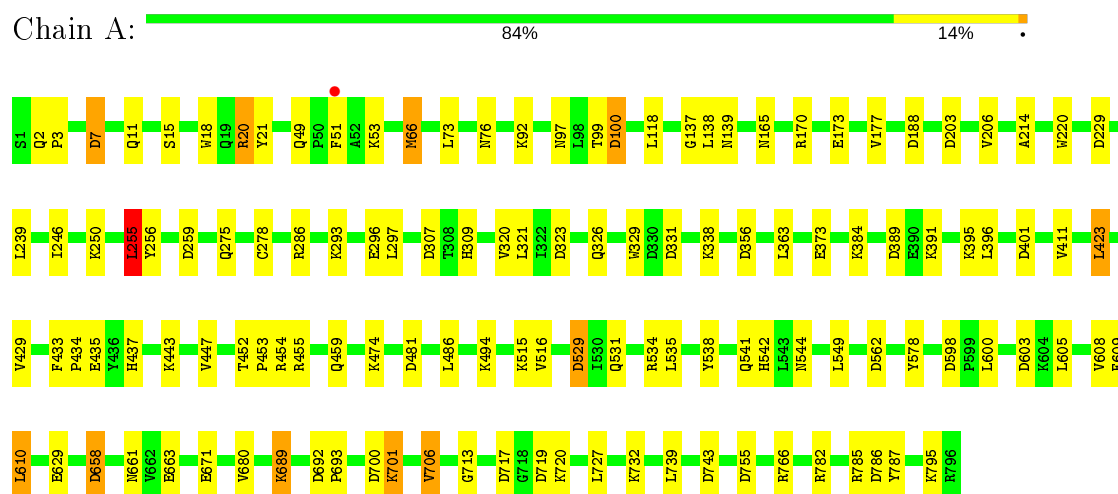 Chain A:
84% 14% •
S1 Q2 P3 D7 Q11 S15 W18 Q19 R20 Y21 Q49 P50 F51 A52 K53 M66 L73 N76 K92 N97 L98 T99 D100 L118 G137 L138 N139 N165 R170 E173 V177 D188 D203 V206 A214 W220 D229
L239 I246 K250 L255 Y256 D259 Q275 C278 R286 K293 E296 L297 D307 T308 H309 V320 L321 I322 D323 Q326 W329 D330 D331 K338 D356 L363 E373 K384 D389 E390 K391 K395 L396 D401 V411 L423
V429 F433 P434 E435 Y436 H437 K443 V447 T452 P453 R454 R455 Q459 K474 D481 L486 K494 K515 V516 D529 I530 Q531 R534 L535 Y538 Q541 H542 L543 N544 L549 D562 Y578 D598 P599 L600 D603 K604 L605 V608
L610 E629 D658 N661 V662 E663 E671 V680 K689 D692 P693 D700 K701 V706 G713 D717 G718 D719 K720 L727 K732 L739 D743 D755 R766 R782 R785 D786 Y787 K795 R796